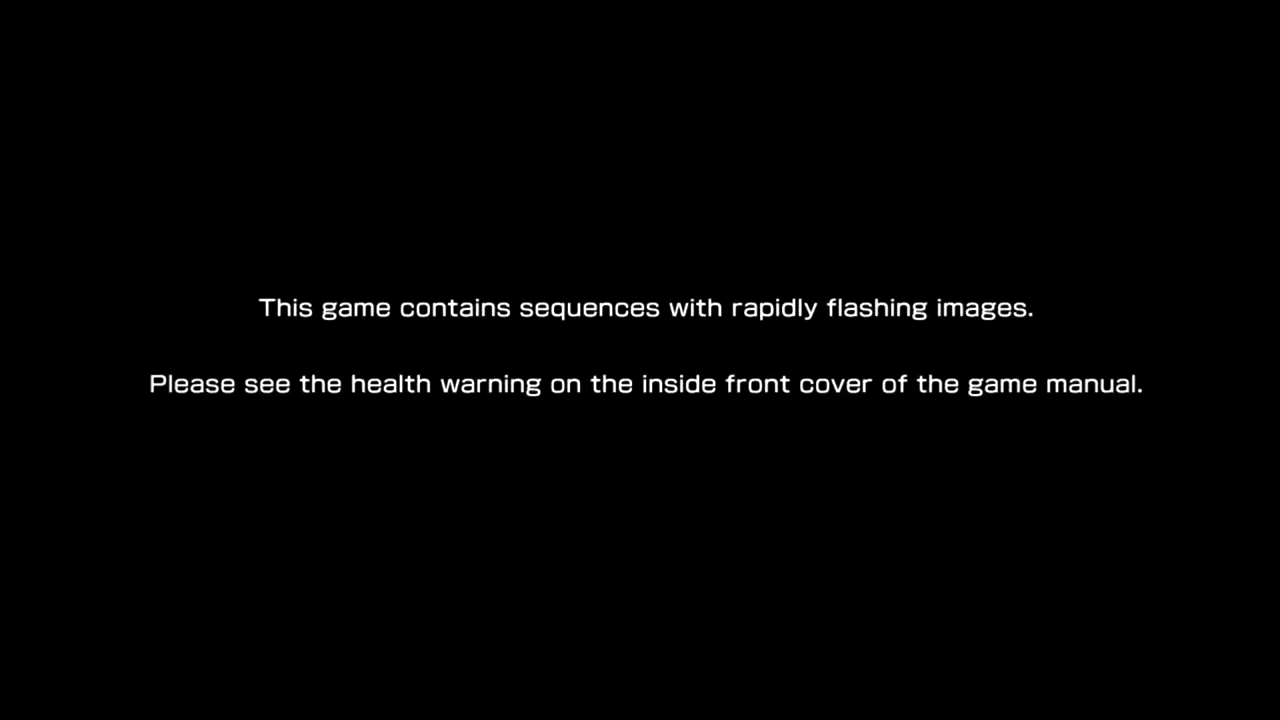 This game contains sequences with rapidly flashing images.
Please see the health warning on the inside front cover of the game manual.